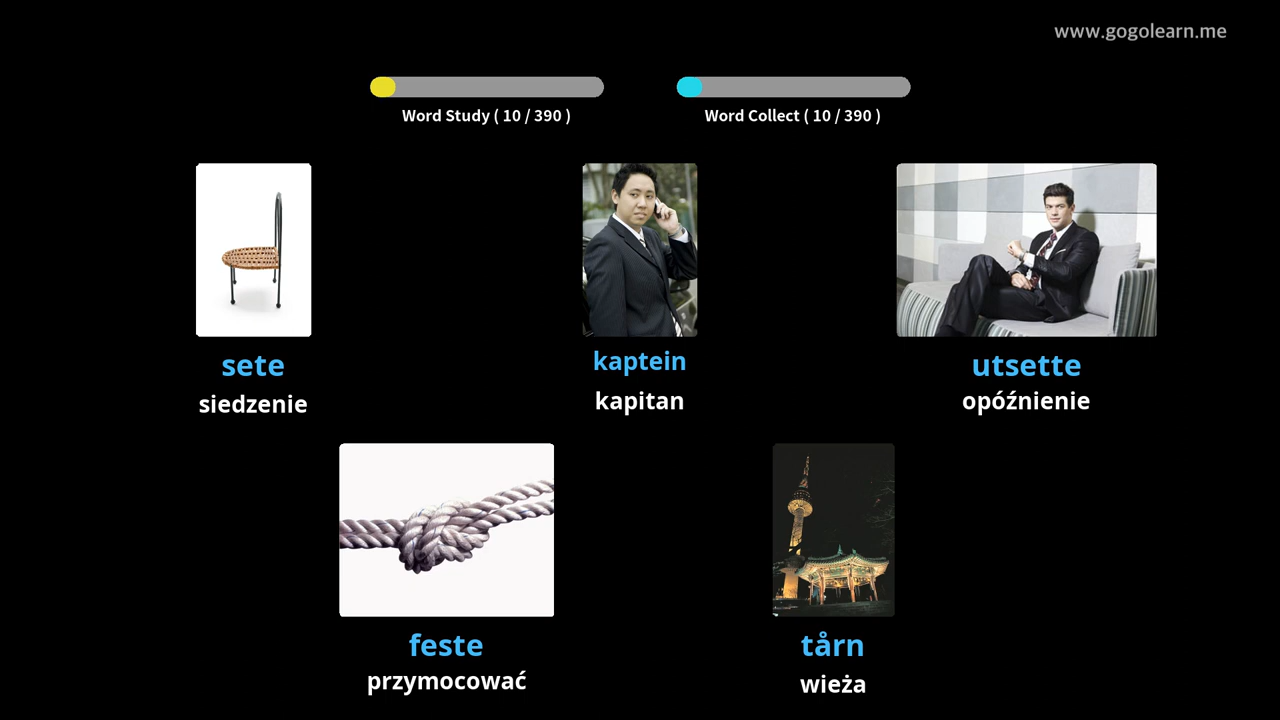 www.gogolearn.me
Word Study ( 10 / 390 )
Word Collect ( 10 / 390 )
sete
siedzenie
kaptein
kapitan
utsette
opóźnienie
feste
przymocować
tårn
wieża